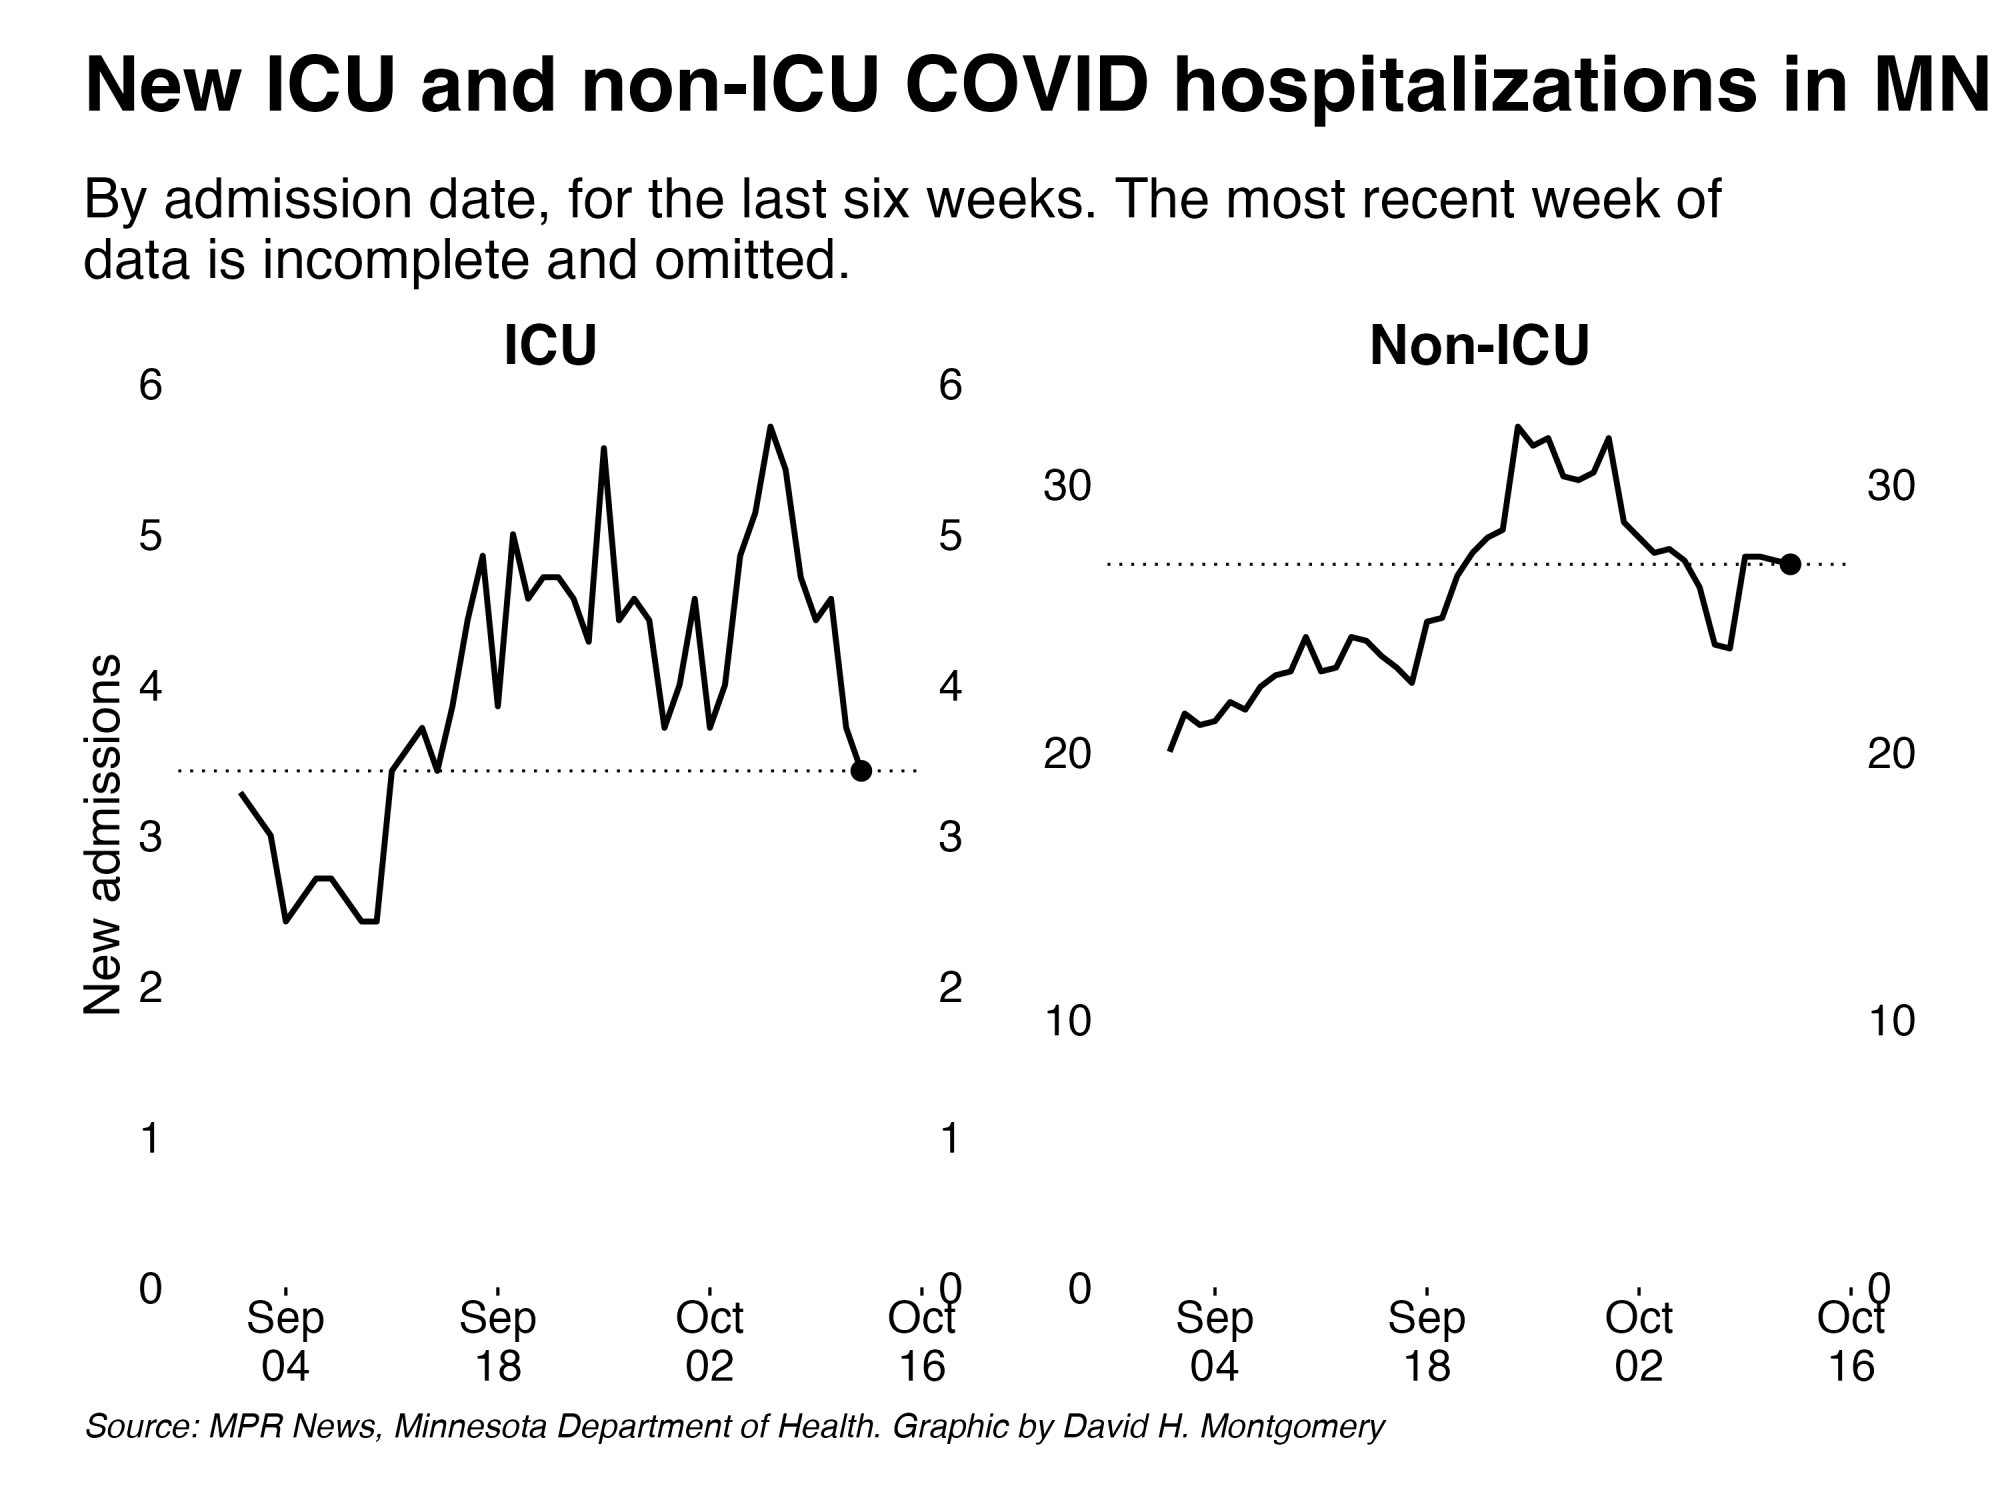 New ICU and non-ICU COVID hospitalizations in MN
By admission date, for the last six weeks. The most recent week of
data is incomplete and omitted.
ICU
New admissions
6
5
4
3
2
1
0
6
5
4
3
2
1
0
Sep
04
Sep
18
Oct
02
Oct
16
Non-ICU
30
20
10
0
30
20
10
0
Sep
04
Sep
18
Oct
02
Oct
16
Source: MPR News, Minnesota Department of Health. Graphic by David H. Montgomery